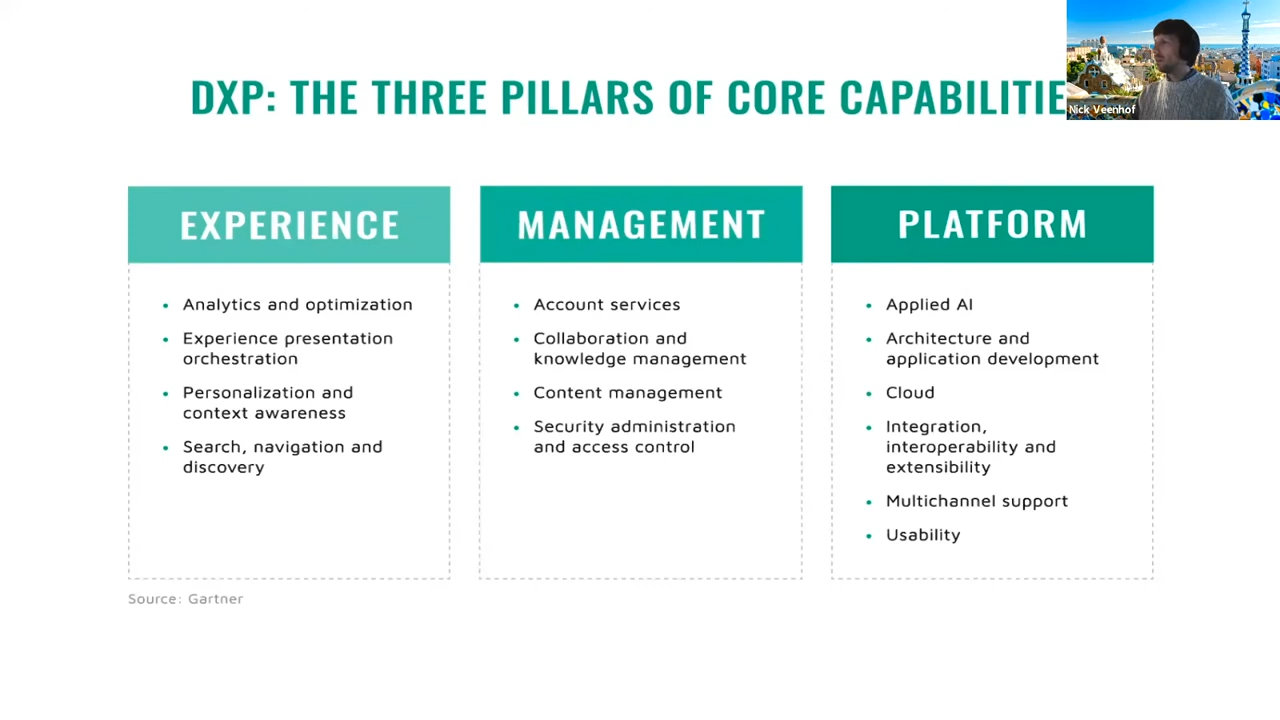 DXP: THE THREE PILLARS OF CORE CAPABILITIE
Nick Veenhof
EXPERIENCE
Analytics and optimization
Experience presentation
orchestration
Personalization and
context awareness
Search, navigation and
discovery
MANAGEMENT
Account services
Collaboration and
knowledge management
Content management
Security administration
and access control
PLATFORM
Applied AI
Architecture and
application development
Cloud
Integration,
interoperability and
extensibility
Multichannel support
Usability
Source: Gartner